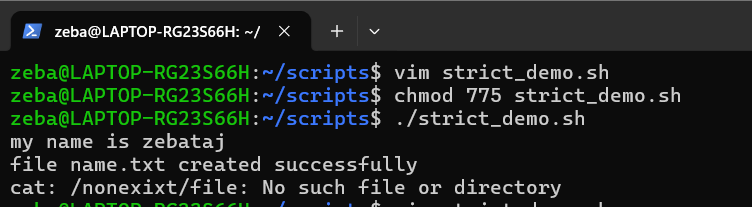 zeba@LAPTOP-RG23S66H: ~/
zeba@LAPTOP-RG23S66H:~/scripts$ vim strict_demo.sh
zeba@LAPTOP-RG23S66H:~/scripts$ chmod 775 strict_demo.sh
zeba@LAPTOP-RG23S66H:~/scripts$ ./strict_demo.sh
my name is zebataj
file name.txt created successfully
cat: /nonexixt/file: No such file or directory